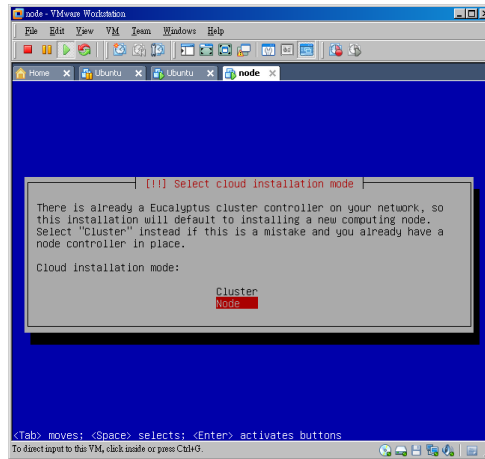 node - VMware Workstation
File Edit View VM Team Windows Help
Home Ubuntu Ubuntu node
[!!] Select cloud installation mode
There is already a Eucalyptus cluster controller on your network, so
this installation will default to installing a new computing node.
Select "Cluster" instead if this is a mistake and you already have a
node controller in place.
Cloud installation mode:
Cluster
Node
<Tab> moves; <Space> selects; <Enter> activates buttons
To direct input to this VM, click inside or press Ctrl+G.